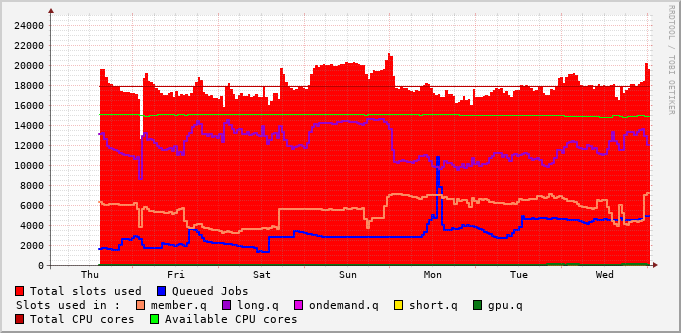 RRDTOOL / TOBI OETIKER
24000
22000
20000
18000
16000
14000
12000
10000
8000
6000
4000
2000
0
Thu Fri Sat Sun Mon Tue Wed
Total slots used Queued Jobs
Slots used in : member.q long.q ondemand.q short.q gpu.q
Total CPU cores Available CPU cores